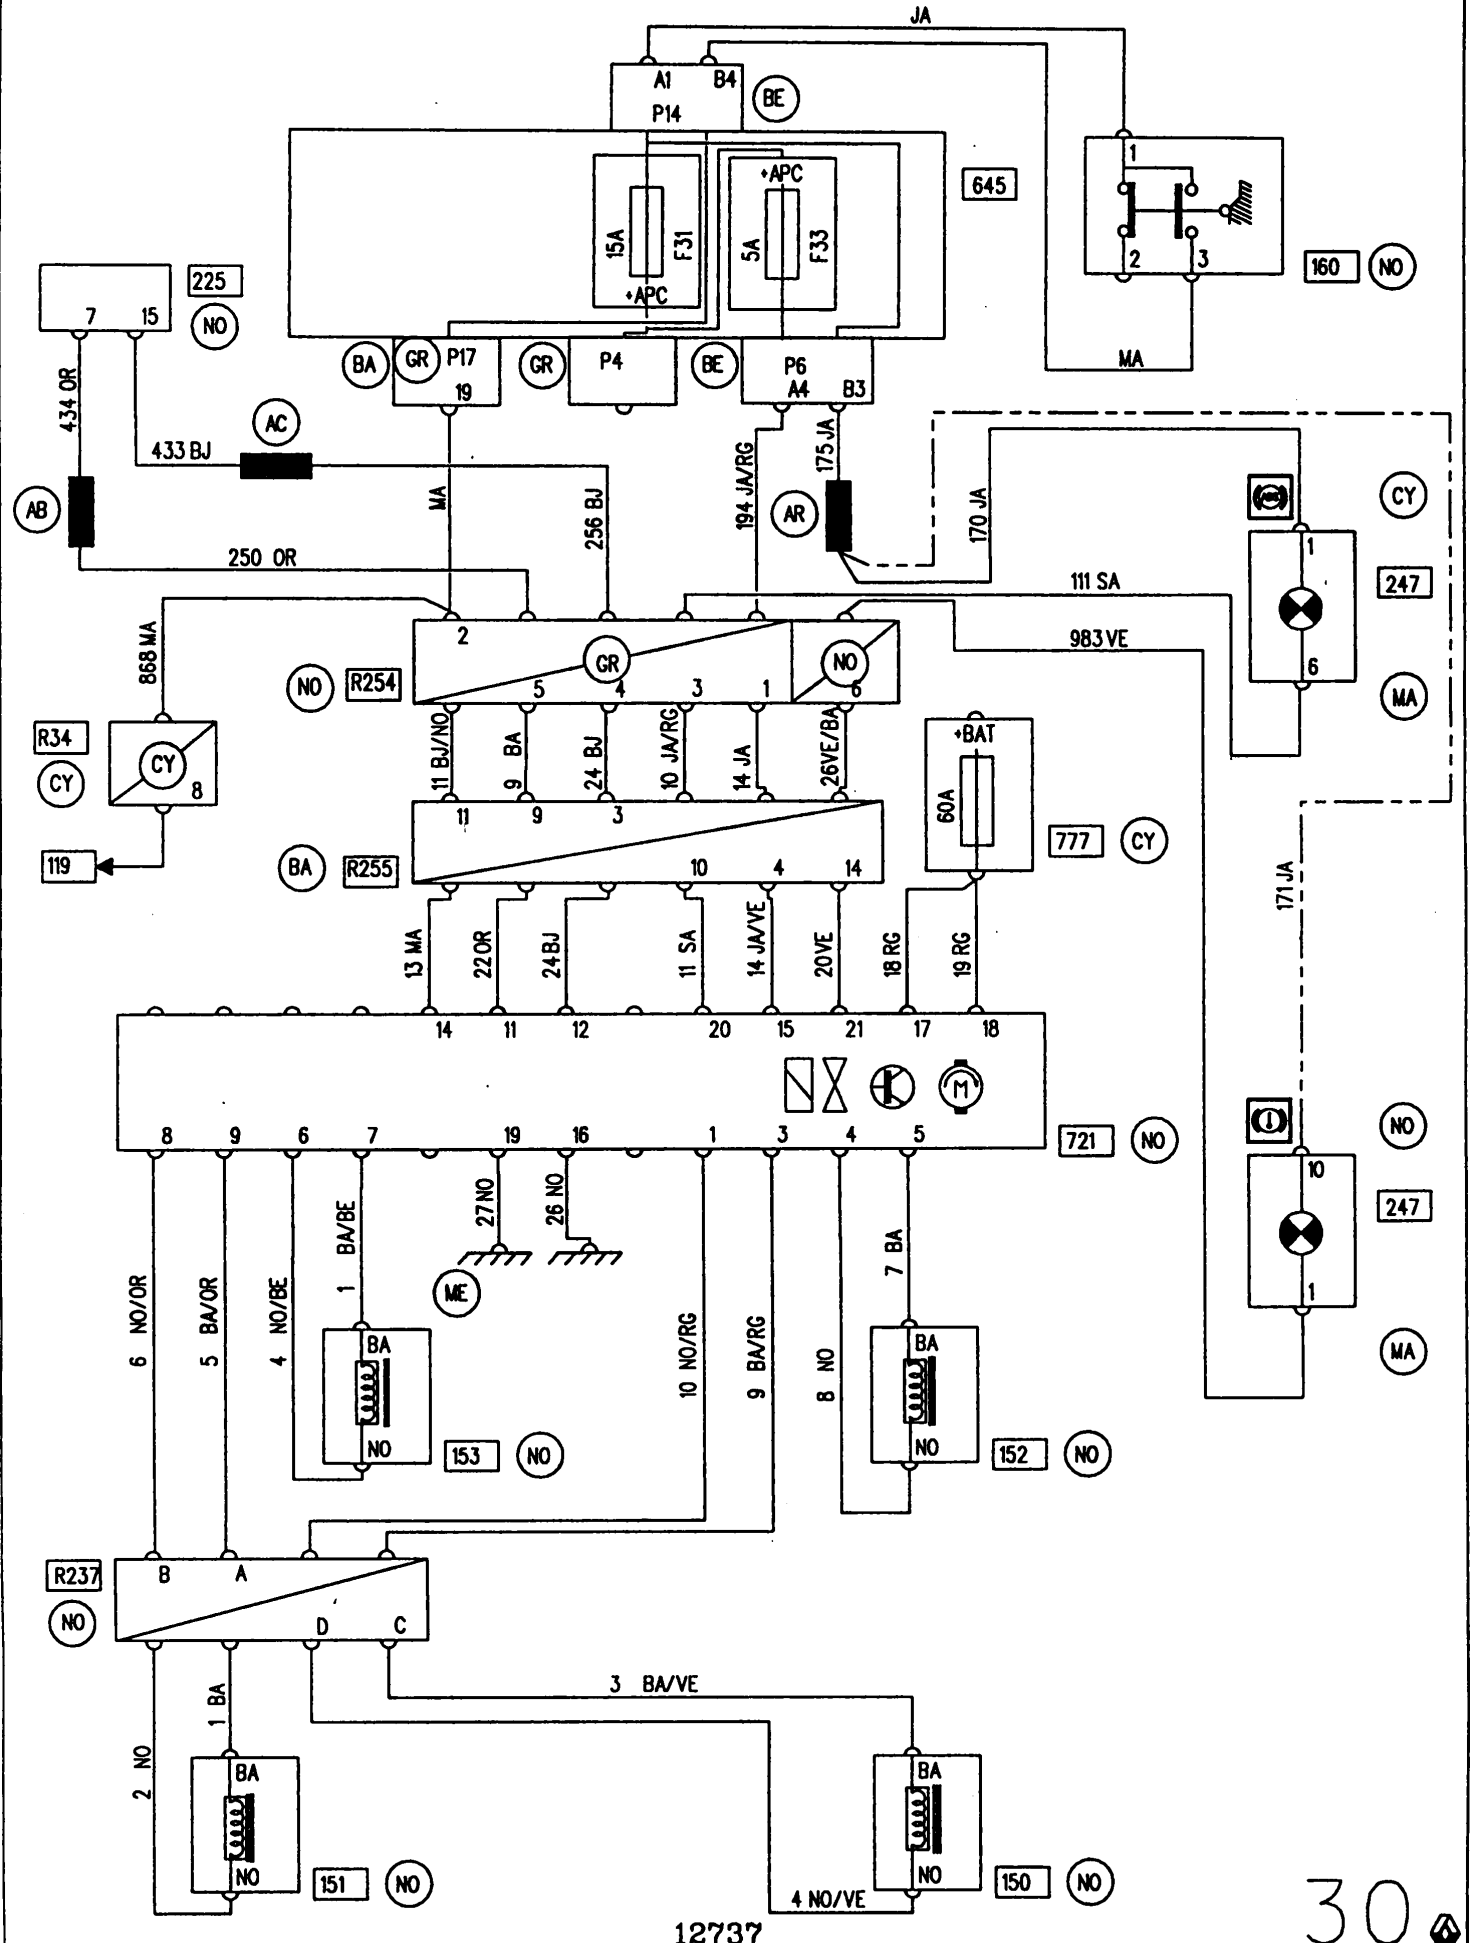 JA
A1 B4
P14
BE
+APC
15A
F31
+APC
5A
F33
645
1
2 3
160 NO
225
NO
7 15
BA GR P17
19
GR P4
BE P6
A4 B3
MA
434 OR
AC
433 BJ
AB
MA
256 BJ
194 JA/RG
175 JA
AR
170 JA
ABS
CY
250 OR
111 SA
1
247
6
MA
983 VE
868 MA
2
GR
NO
NO R254
5 4 3 1 6
R34
CY
CY
8
119
11 BJ/NO
9 BA
24 BJ
10 JA/RG
14 JA
26 VE/BA
+BAT
60A
777 CY
11 9 3
BA R255
10 4 14
171 JA
13 MA
22 OR
24 BJ
11 SA
14 JA/VE
20 VE
18 RG
19 RG
14 11 12 20 15 21 17 18
M
8 9 6 7 19 16 1 3 4 5
721 NO
NO
10
247
1
MA
27 NO
26 NO
ME
6 NO/OR
5 BA/OR
4 NO/BE
1 BA/BE
10 NO/RG
9 BA/RG
8 NO
7 BA
BA
NO
153 NO
BA
NO
152 NO
R237
NO
B A
D C
3 BA/VE
2 NO
1 BA
BA
NO
151 NO
BA
NO
150 NO
4 NO/VE
12737
30